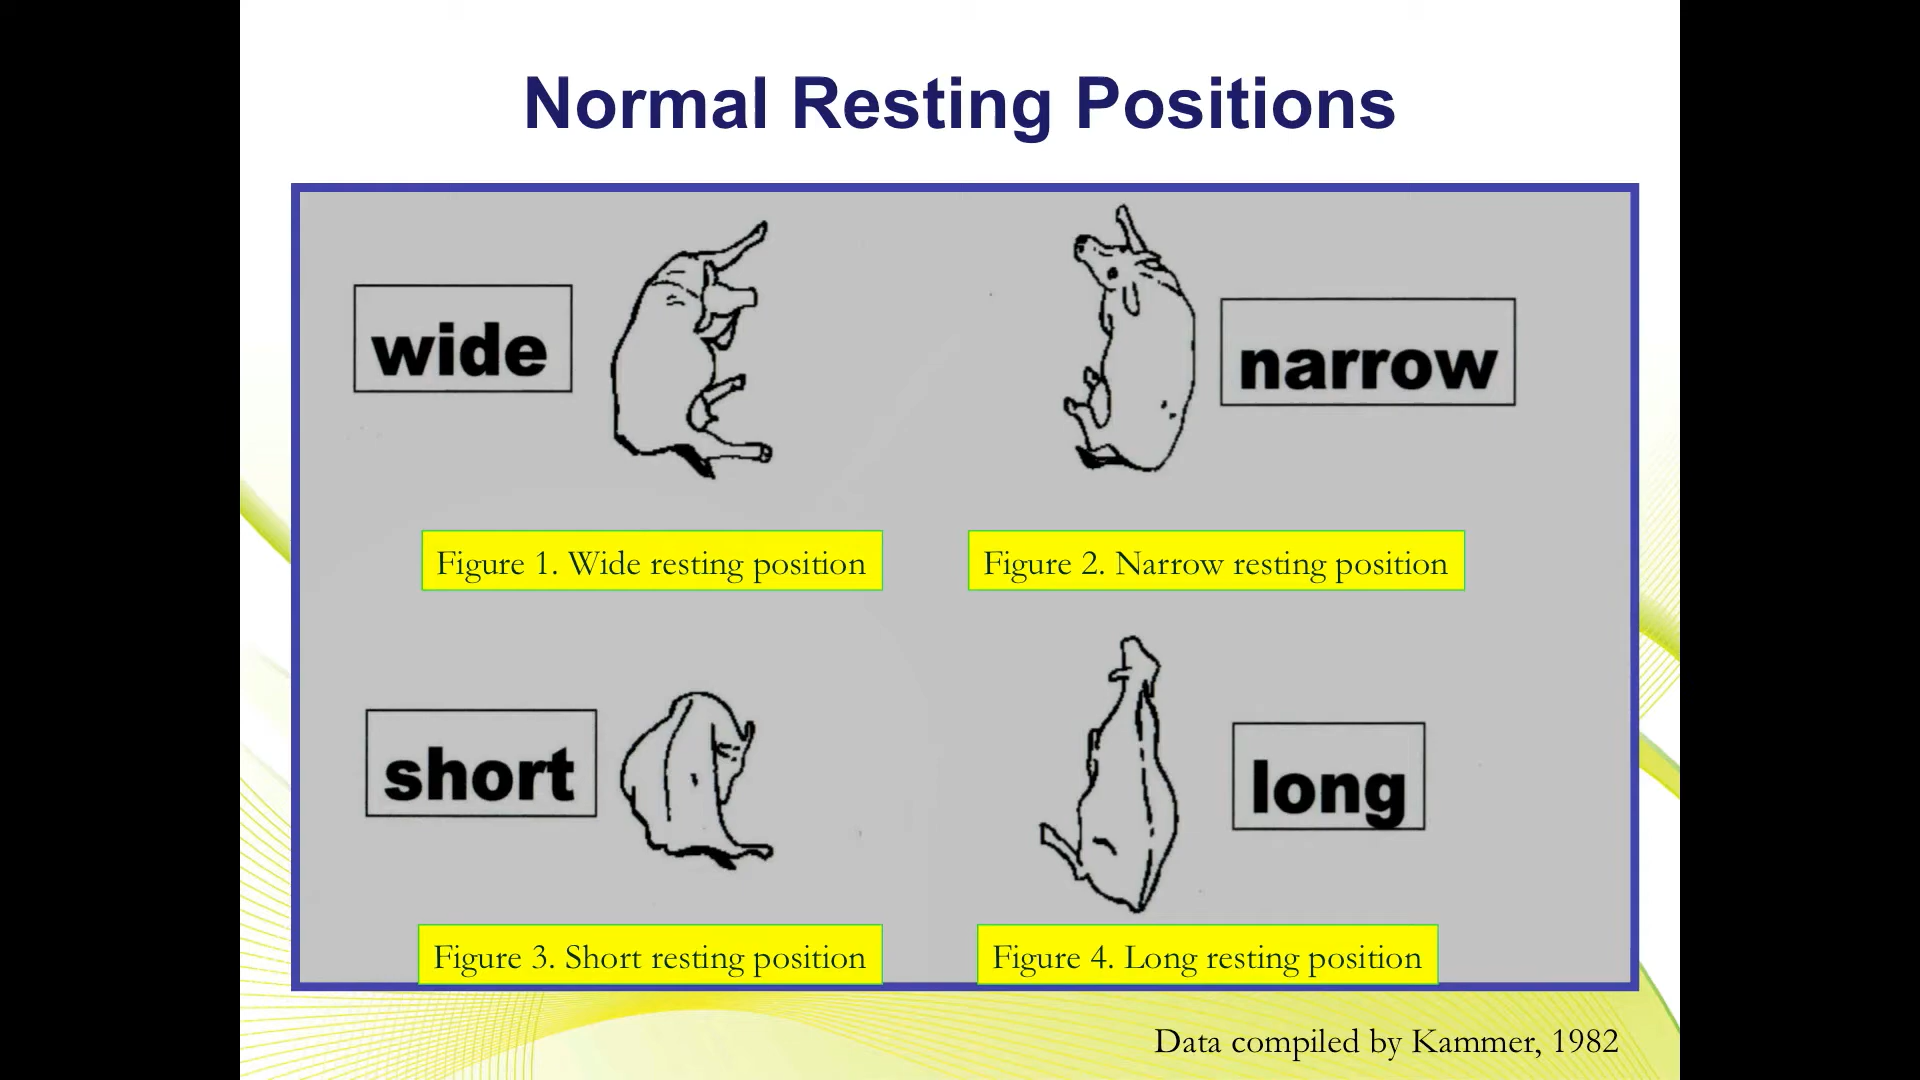 Normal Resting Positions
wide
narrow
Figure 1. Wide resting position
Figure 2. Narrow resting position
short
long
Figure 3. Short resting position
Figure 4. Long resting position
Data compiled by Kammer, 1982